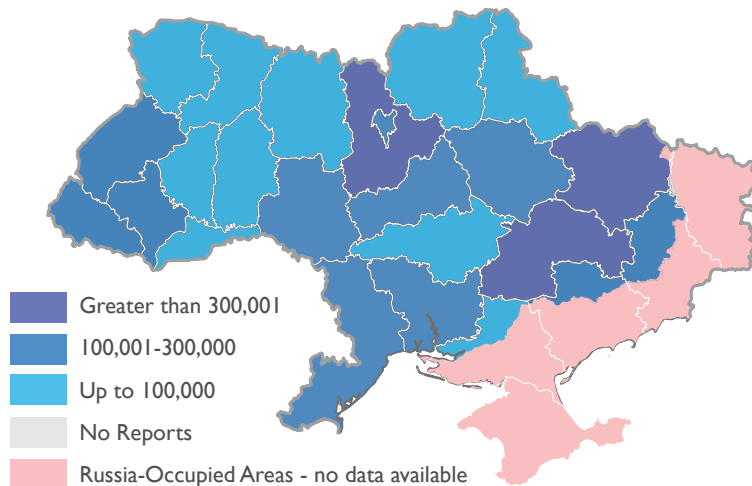 Greater than 300,001
100,001-300,000
Up to 100,000
No Reports
Russia-Occupied Areas - no data available